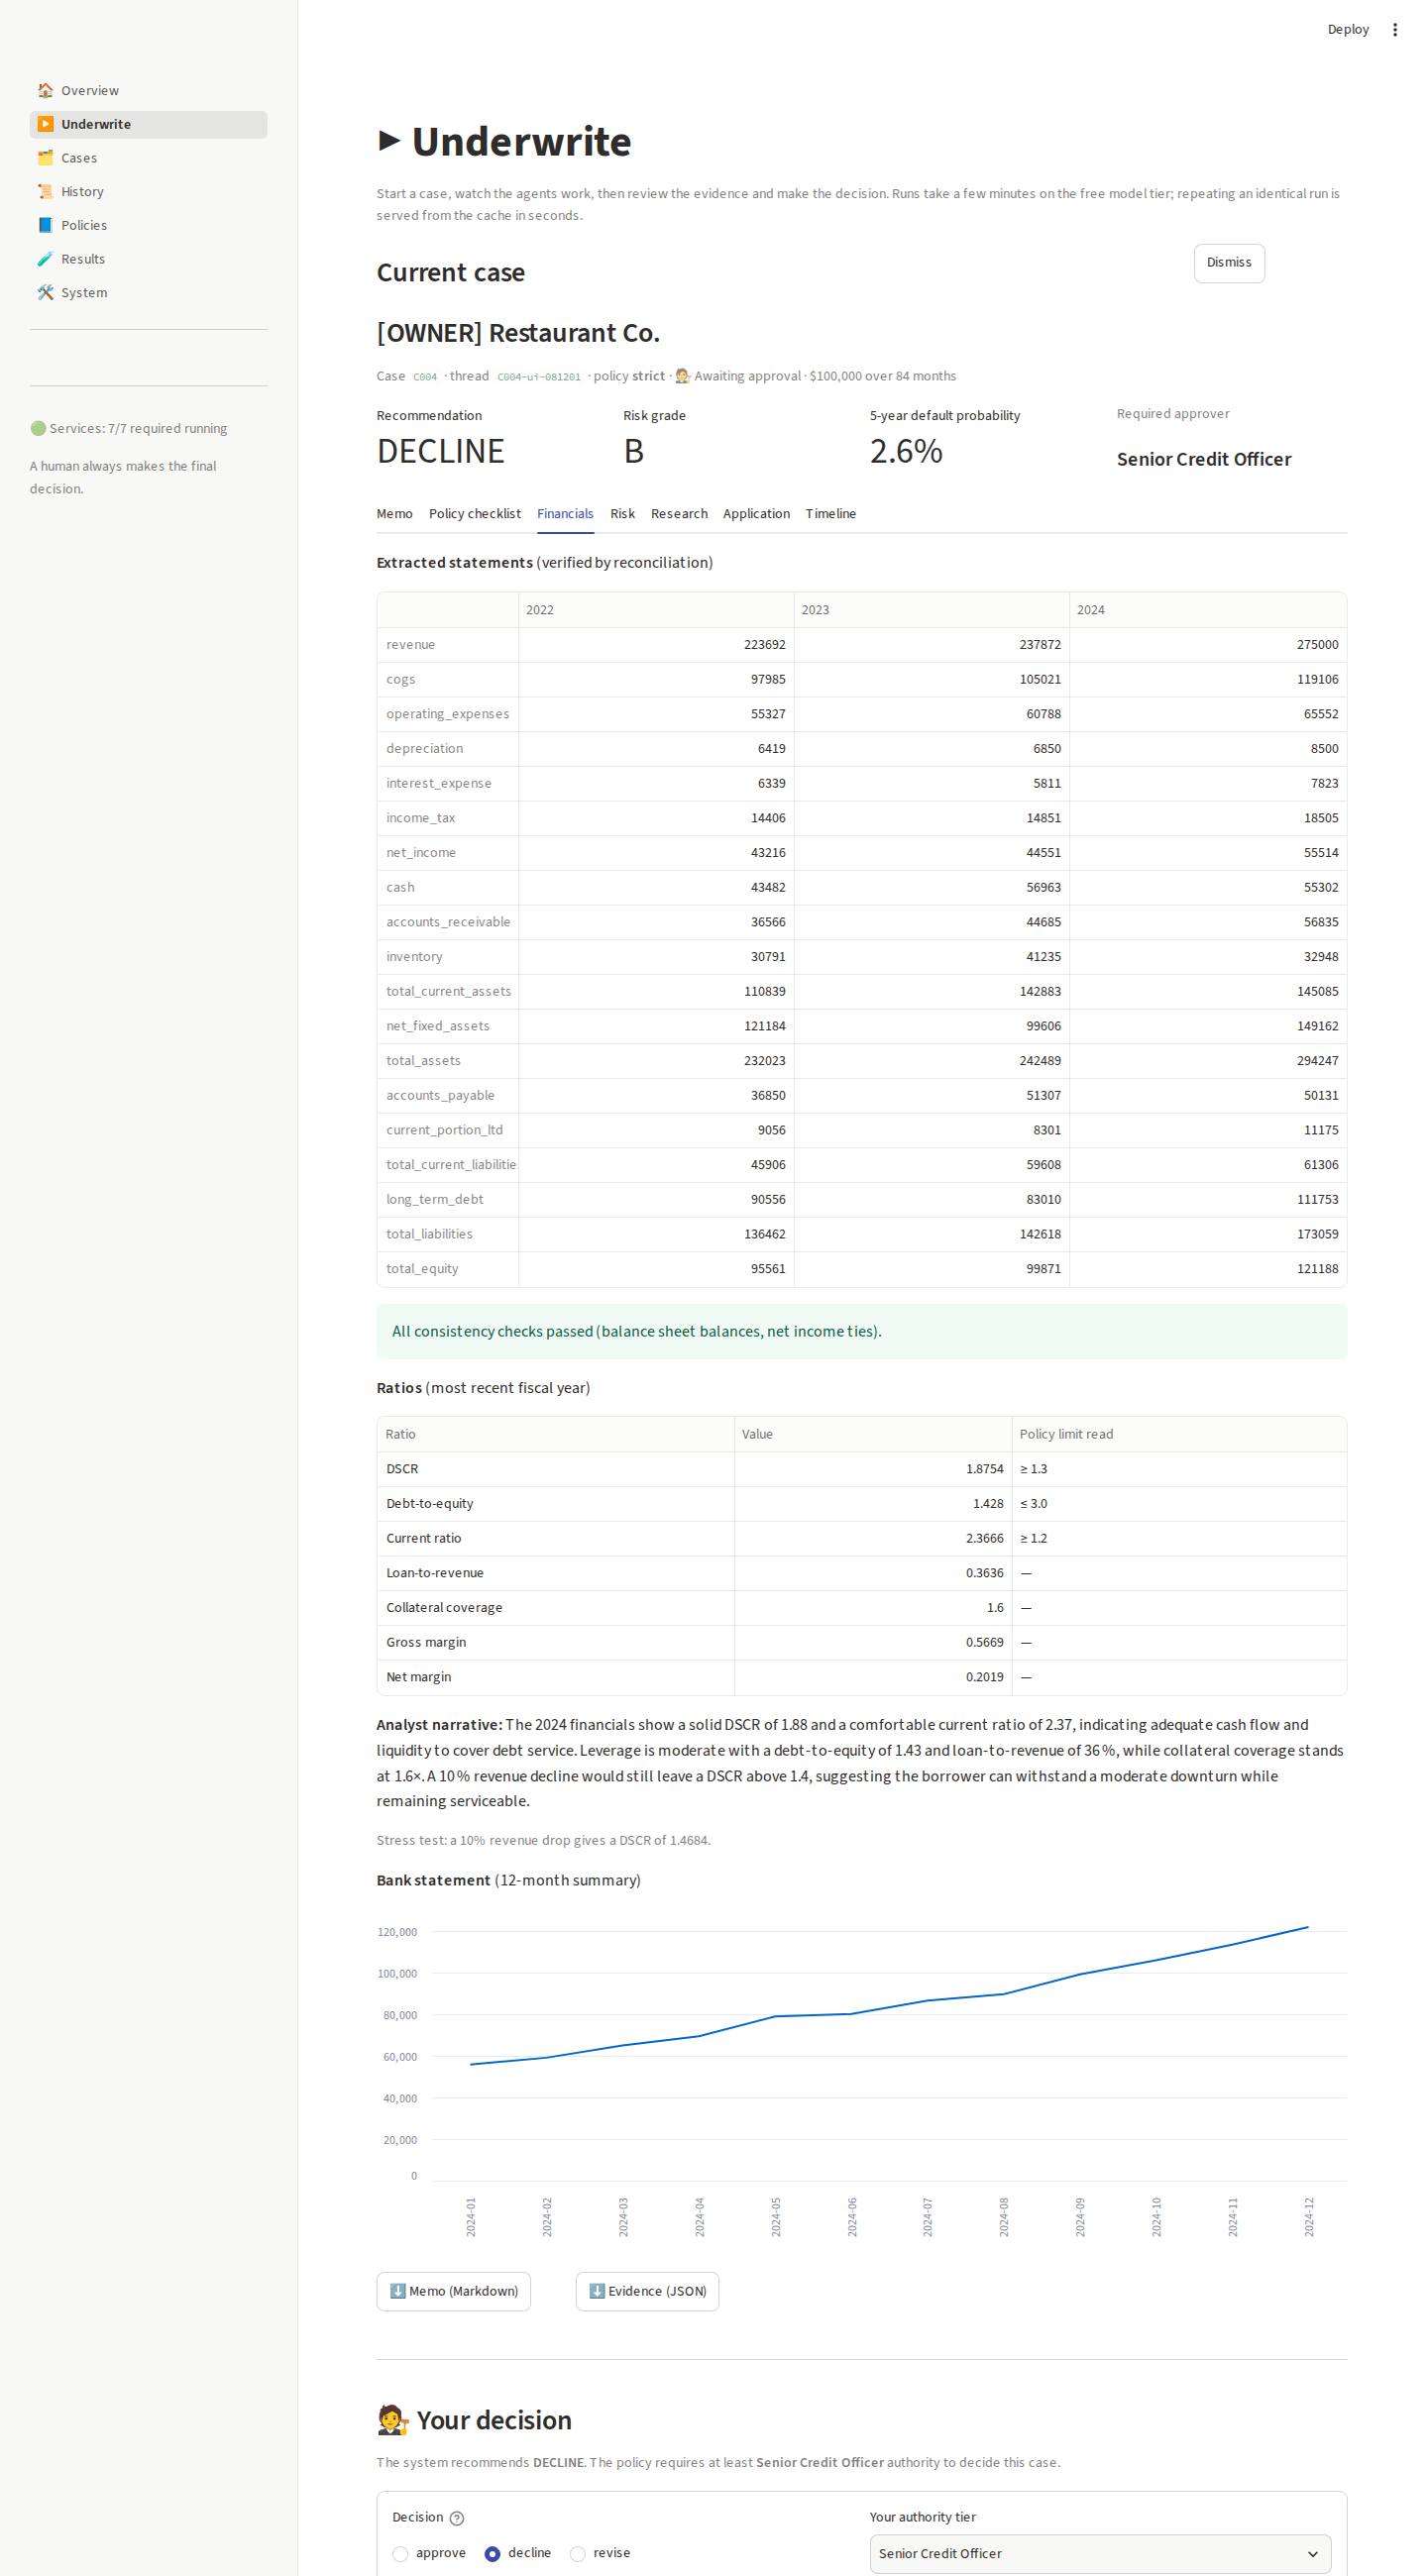 Deploy
Overview
Underwrite
Cases
History
Policies
Results
System
Services: 7/7 required running
A human always makes the final
decision.
Underwrite
Start a case, watch the agents work, then review the evidence and make the decision. Runs take a few minutes on the free model tier; repeating an identical run is
served from the cache in seconds.
Current case
Dismiss
[OWNER] Restaurant Co.
Case C004 · thread C004-ui-081201 · policy strict · Awaiting approval · $100,000 over 84 months
Recommendation Risk grade 5-year default probability Required approver
DECLINE B 2.6% Senior Credit Officer
Memo Policy checklist Financials Risk Research Application Timeline
Extracted statements (verified by reconciliation)
2022 2023 2024
revenue 223692 237872 275000
cogs 97985 105021 119106
operating_expenses 55327 60788 65552
depreciation 6419 6850 8500
interest_expense 6339 5811 7823
income_tax 14406 14851 18505
net_income 43216 44551 55514
cash 43482 56963 55302
accounts_receivable 36566 44685 56835
inventory 30791 41235 32948
total_current_assets 110839 142883 145085
net_fixed_assets 121184 99606 149162
total_assets 232023 242489 294247
accounts_payable 36850 51307 50131
current_portion_ltd 9056 8301 11175
total_current_liabilitie 45906 59608 61306
long_term_debt 90556 83010 111753
total_liabilities 136462 142618 173059
total_equity 95561 99871 121188
All consistency checks passed (balance sheet balances, net income ties).
Ratios (most recent fiscal year)
Ratio Value Policy limit read
DSCR 1.8754 ≥ 1.3
Debt-to-equity 1.428 ≤ 3.0
Current ratio 2.3666 ≥ 1.2
Loan-to-revenue 0.3636 —
Collateral coverage 1.6 —
Gross margin 0.5669 —
Net margin 0.2019 —
Analyst narrative: The 2024 financials show a solid DSCR of 1.88 and a comfortable current ratio of 2.37, indicating adequate cash flow and
liquidity to cover debt service. Leverage is moderate with a debt-to-equity of 1.43 and loan-to-revenue of 36 %, while collateral coverage stands
at 1.6×. A 10 % revenue decline would still leave a DSCR above 1.4, suggesting the borrower can withstand a moderate downturn while
remaining serviceable.
Stress test: a 10% revenue drop gives a DSCR of 1.4684.
Bank statement (12-month summary)
120,000
100,000
80,000
60,000
40,000
20,000
0
2024-01 2024-02 2024-03 2024-04 2024-05 2024-06 2024-07 2024-08 2024-09 2024-10 2024-11 2024-12
Memo (Markdown) Evidence (JSON)
Your decision
The system recommends DECLINE. The policy requires at least Senior Credit Officer authority to decide this case.
Decision Your authority tier
approve decline revise Senior Credit Officer